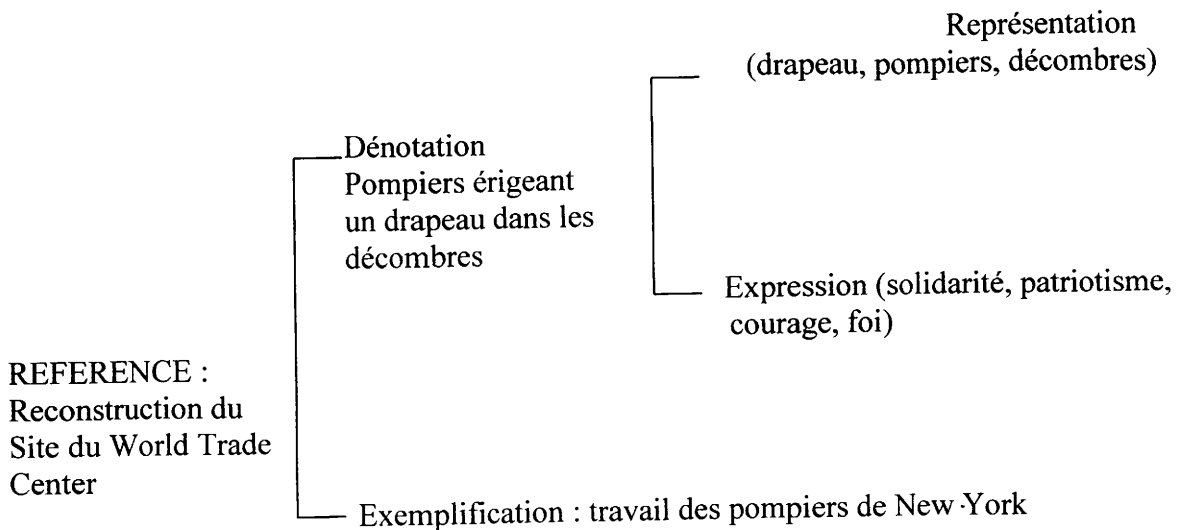 Représentation
(drapeau, pompiers, décombres)
Dénotation
Pompiers érigeant
un drapeau dans les
décombres
Expression (solidarité, patriotisme,
courage, foi)
REFERENCE :
Reconstruction du
Site du World Trade
Center
Exemplification : travail des pompiers de New-York